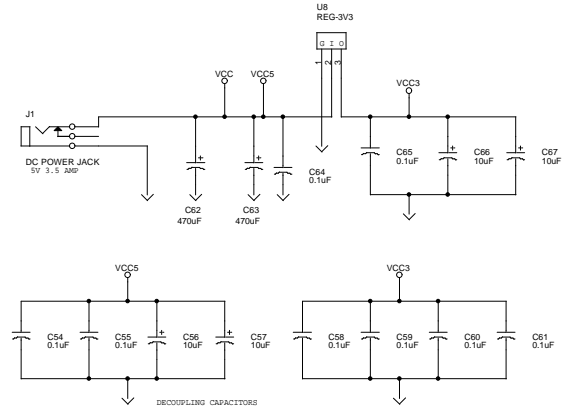 U8
REG-3V3
G I O
1 2 3
VCC
VCC5
VCC3
J1
DC POWER JACK
5V 3.5 AMP
C62
470uF
C63
470uF
C64
0.1uF
C65
0.1uF
C66
10uF
C67
10uF
VCC5
C54
0.1uF
C55
0.1uF
C56
10uF
C57
10uF
VCC3
C58
0.1uF
C59
0.1uF
C60
0.1uF
C61
0.1uF
DECOUPLING CAPACITORS